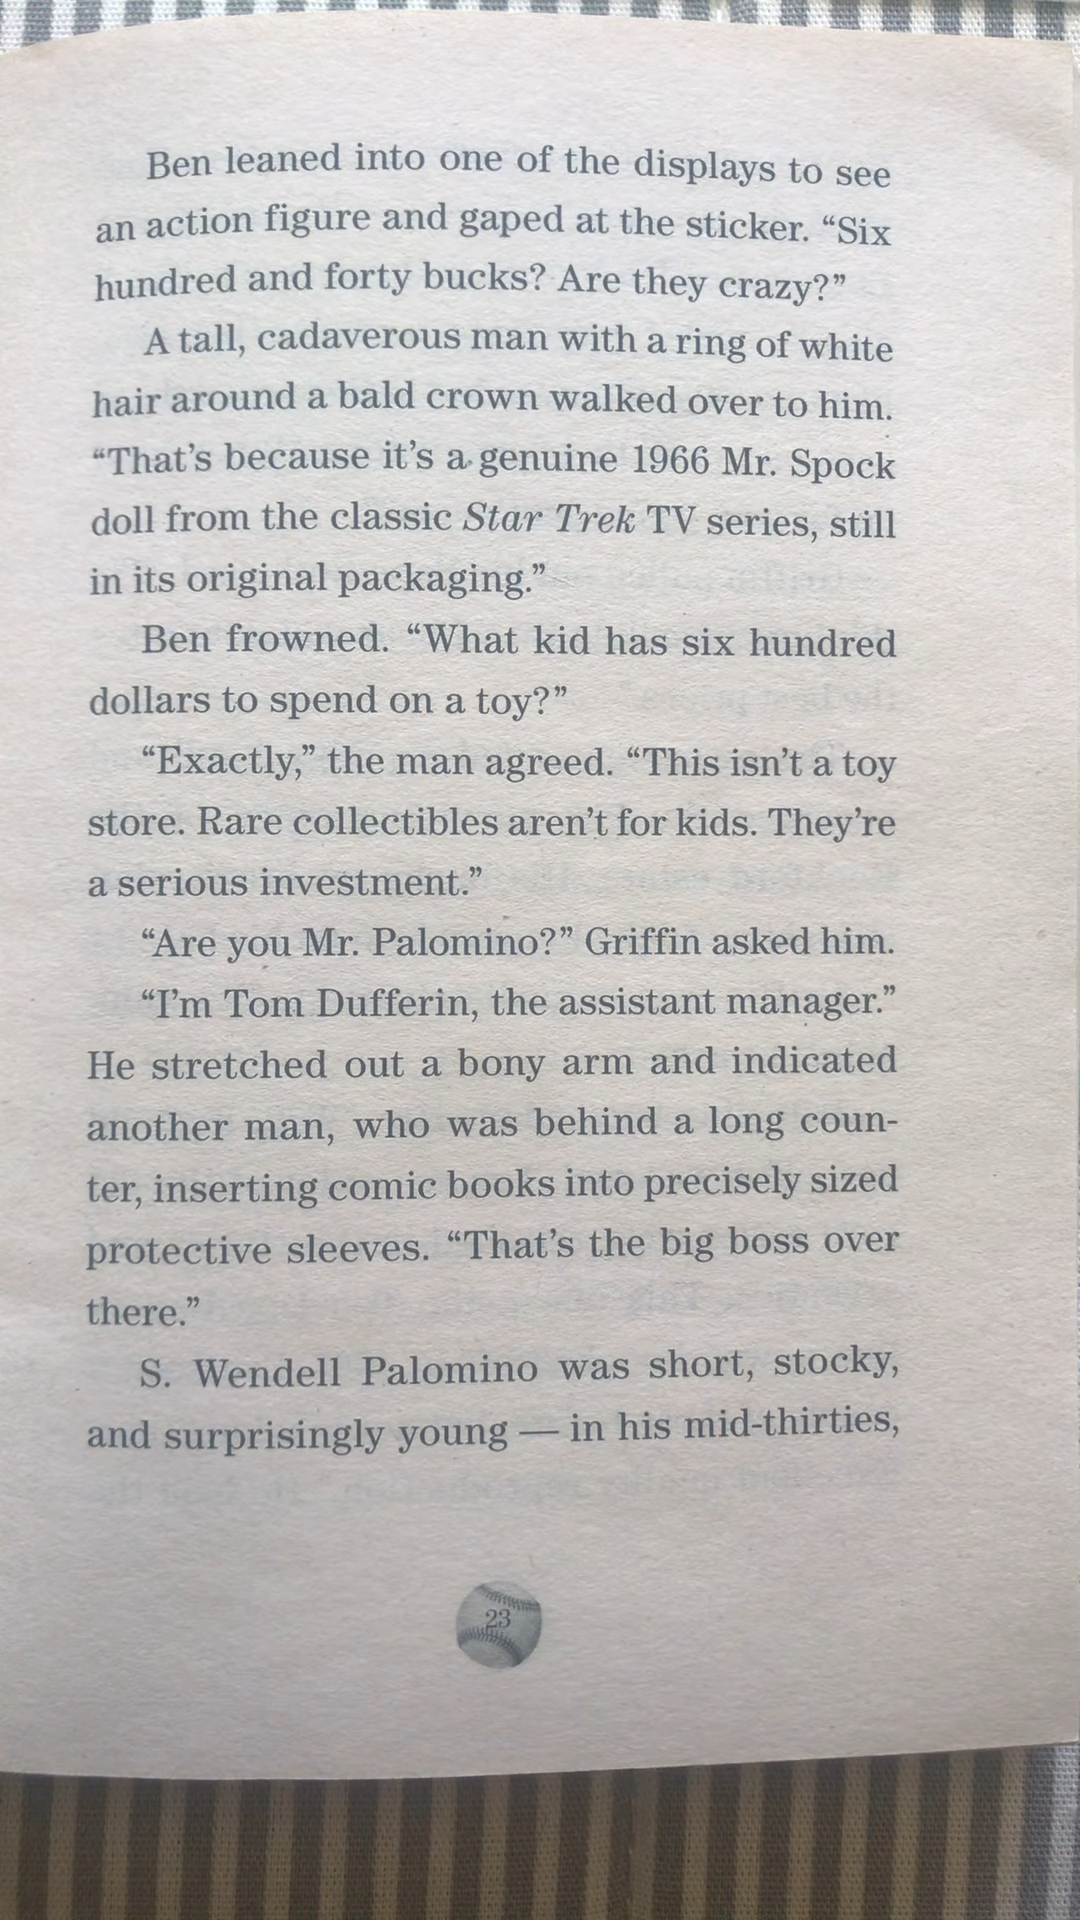 Ben leaned into one of the displays to see
an action figure and gaped at the sticker. “Six
hundred and forty bucks? Are they crazy?”
A tall, cadaverous man with a ring of white
hair around a bald crown walked over to him.
“That’s because it’s a genuine 1966 Mr. Spock
doll from the classic Star Trek TV series, still
in its original packaging.”
Ben frowned. “What kid has six hundred
dollars to spend on a toy?”
“Exactly,” the man agreed. “This isn’t a toy
store. Rare collectibles aren’t for kids. They’re
a serious investment.”
“Are you Mr. Palomino?” Griffin asked him.
“I’m Tom Dufferin, the assistant manager.”
He stretched out a bony arm and indicated
another man, who was behind a long coun-
ter, inserting comic books into precisely sized
protective sleeves. “That’s the big boss over
there.”
S. Wendell Palomino was short, stocky,
and surprisingly young — in his mid-thirties,
23